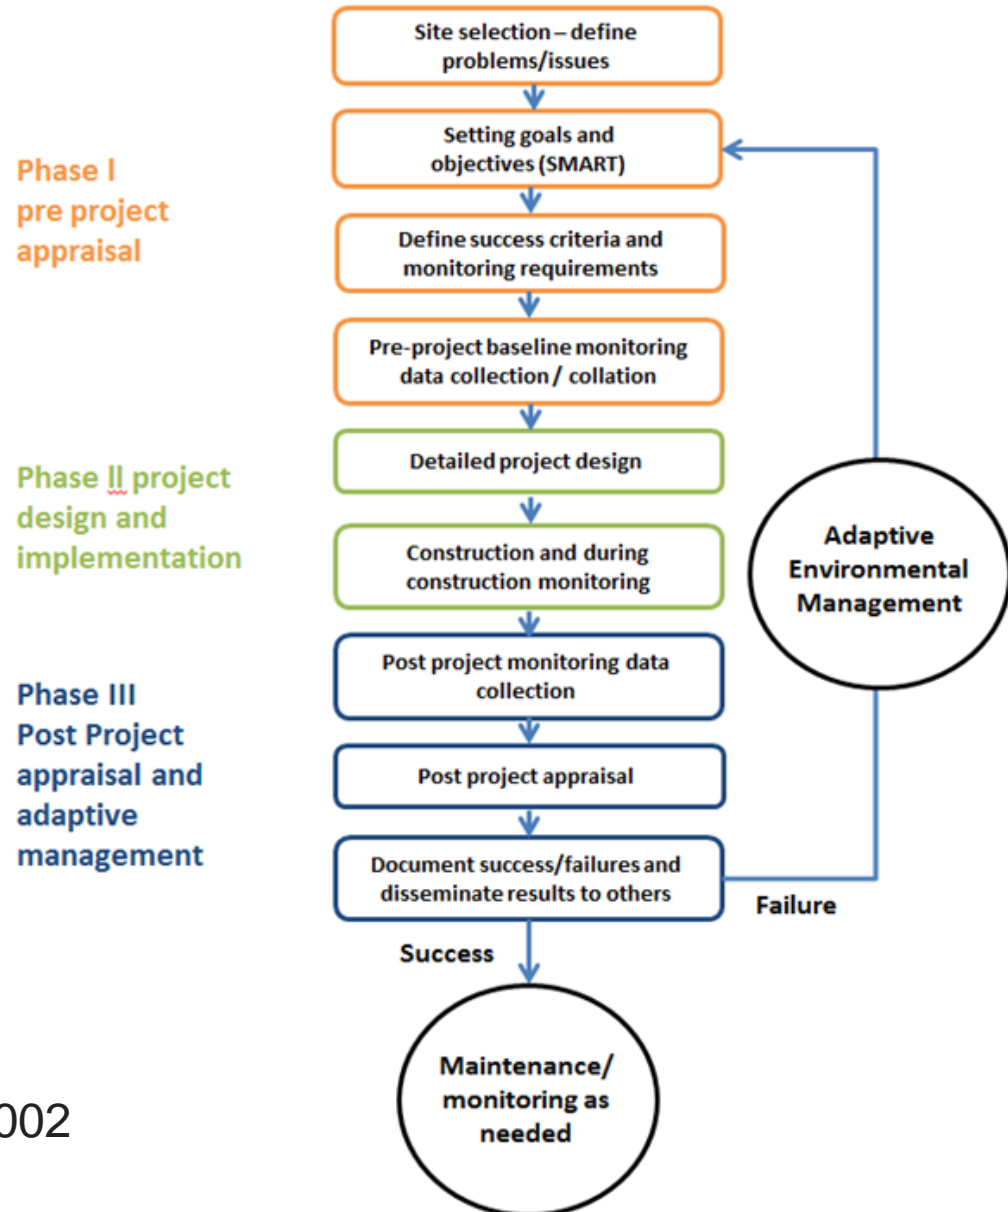 Site selection – define
problems/issues
Setting goals and
objectives (SMART)
Phase I
pre project
appraisal
Define success criteria and
monitoring requirements
Pre-project baseline monitoring
data collection / collation
Detailed project design
Phase II project
design and
implementation
Construction and during
construction monitoring
Adaptive
Environmental
Management
Post project monitoring data
collection
Phase III
Post Project
appraisal and
adaptive
management
Post project appraisal
Document success/failures and
disseminate results to others
Failure
Success
Maintenance/
monitoring as
needed
002